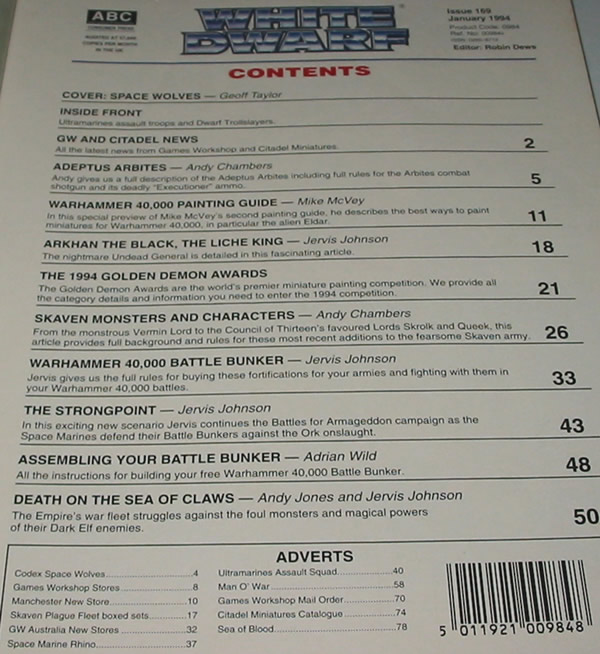 ABC
CONSUMER PRESS
AUDITED AT 57,690
COPIES PER MONTH
IN THE UK
WHITE
DWARF
Issue 169
January 1994
Product Code: 0984
Editor: Robin Dews
CONTENTS
COVER: SPACE WOLVES — Geoff Taylor
INSIDE FRONT
Ultramarines assault troops and Dwarf Trollslayers.
GW AND CITADEL NEWS
All the latest news from Games Workshop and Citadel Miniatures.
2
ADEPTUS ARBITES — Andy Chambers
Andy gives us a full description of the Adeptus Arbites including full rules for the Arbites combat
shotgun and its deadly "Executioner" ammo.
5
WARHAMMER 40,000 PAINTING GUIDE — Mike McVey
In this special preview of Mike McVey's second painting guide, he describes the best ways to paint
miniatures for Warhammer 40,000, in particular the alien Eldar.
11
ARKHAN THE BLACK, THE LICHE KING — Jervis Johnson
The nightmare Undead General is detailed in this fascinating article.
18
THE 1994 GOLDEN DEMON AWARDS
The Golden Demon Awards are the world's premier miniature painting competition. We provide all
the category details and information you need to enter the 1994 competition.
21
SKAVEN MONSTERS AND CHARACTERS — Andy Chambers
From the monstrous Vermin Lord to the Council of Thirteen's favoured Lords Skrolk and Queek, this
article provides full background and rules for these most recent additions to the fearsome Skaven army.
26
WARHAMMER 40,000 BATTLE BUNKER — Jervis Johnson
Jervis gives us the full rules for buying these fortifications for your armies and fighting with them in
your Warhammer 40,000 battles.
33
THE STRONGPOINT — Jervis Johnson
In this exciting new scenario Jervis continues the Battles for Armageddon campaign as the
Space Marines defend their Battle Bunkers against the Ork onslaught.
43
ASSEMBLING YOUR BATTLE BUNKER — Adrian Wild
All the instructions for building your free Warhammer 40,000 Battle Bunker.
48
DEATH ON THE SEA OF CLAWS — Andy Jones and Jervis Johnson
The Empire's war fleet struggles against the foul monsters and magical powers
of their Dark Elf enemies.
50
ADVERTS
Codex Space Wolves 4
Games Workshop Stores 8
Manchester New Store 10
Skaven Plague Fleet boxed sets 17
GW Australia New Stores 32
Space Marine Rhino 37
Ultramarines Assault Squad 40
Man O' War 58
Games Workshop Mail Order 70
Citadel Miniatures Catalogue 74
Sea of Blood 78
5 011921 009848